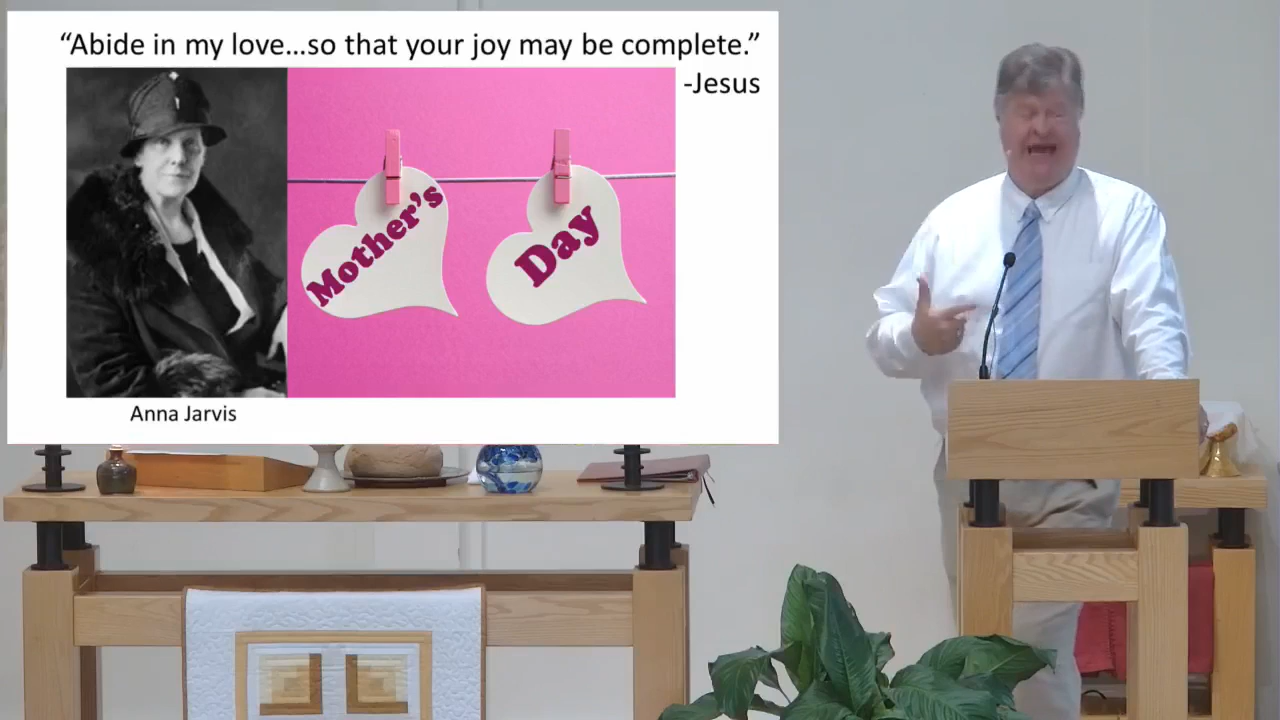 “Abide in my love...so that your joy may be complete.”
-Jesus
Mother's
Day
Anna Jarvis